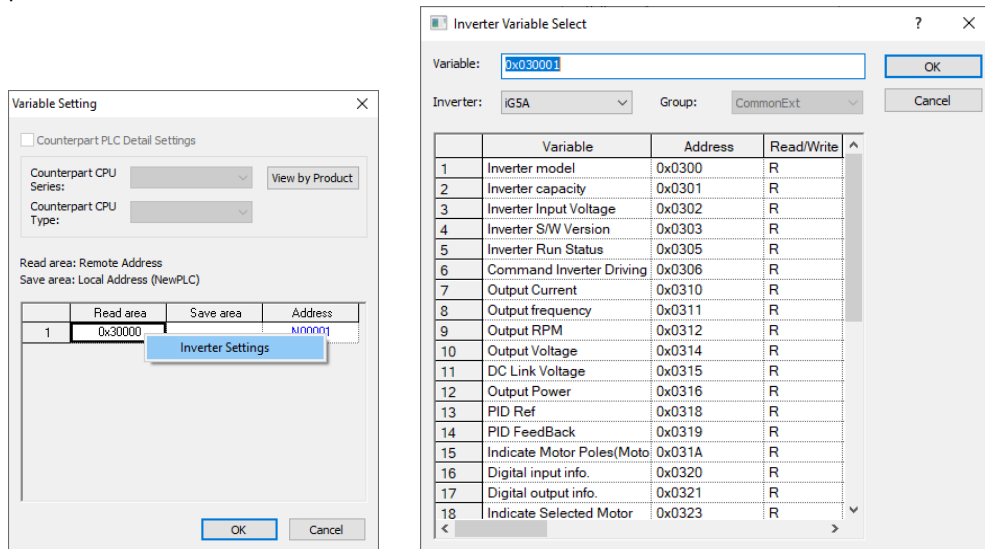 Variable Setting
Counterpart PLC Detail Settings
Counterpart CPU
Series:
View by Product
Counterpart CPU
Type:
Read area: Remote Address
Save area: Local Address (NewPLC)
Read area Save area Address
1 0x30000 N00001
Inverter Settings
OK Cancel
Inverter Variable Select ?
Variable: 0x030001 OK
Inverter: iG5A Group: CommonExt Cancel
Variable Address Read/Write
1 Inverter model 0x0300 R
2 Inverter capacity 0x0301 R
3 Inverter Input Voltage 0x0302 R
4 Inverter S/W Version 0x0303 R
5 Inverter Run Status 0x0305 R
6 Command Inverter Driving 0x0306 R
7 Output Current 0x0310 R
8 Output frequency 0x0311 R
9 Output RPM 0x0312 R
10 Output Voltage 0x0314 R
11 DC Link Voltage 0x0315 R
12 Output Power 0x0316 R
13 PID Ref 0x0318 R
14 PID FeedBack 0x0319 R
15 Indicate Motor Poles(Moto 0x031A R
16 Digital input info. 0x0320 R
17 Digital output info. 0x0321 R
18 Indicate Selected Motor 0x0323 R